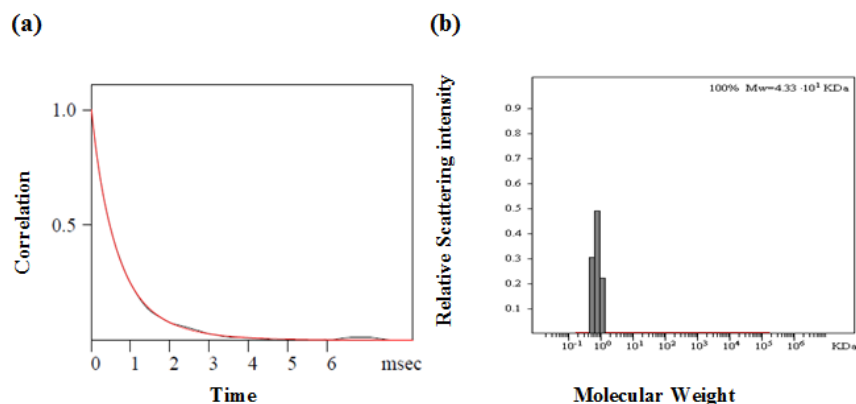 (a)
1.0
0.5
Correlation
0 1 2 3 4 5 6 msec
Time
(b)
100% Mw=4.33 ·10¹ KDa
0.9
0.8
0.7
0.6
0.5
0.4
0.3
0.2
0.1
Relative Scattering intensity
10⁻¹ 10⁰ 10¹ 10² 10³ 10⁴ 10⁵ 10⁶ KDa
Molecular Weight